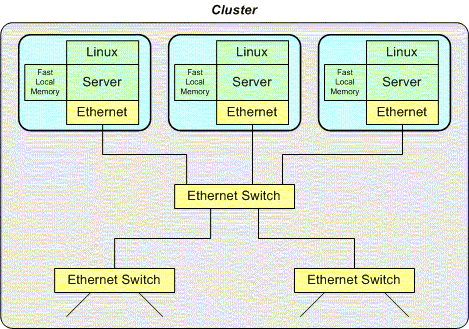 Cluster
Linux
Fast
Local
Memory
Server
Ethernet
Linux
Fast
Local
Memory
Server
Ethernet
Linux
Fast
Local
Memory
Server
Ethernet
Ethernet Switch
Ethernet Switch
Ethernet Switch